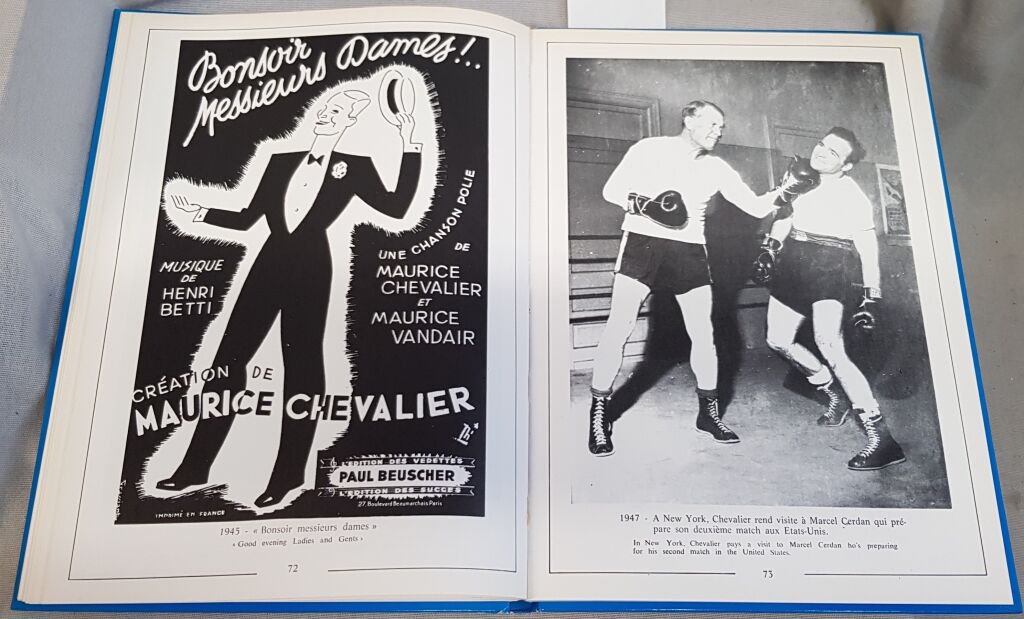 Bonsoir
Messieurs Dames!..
UNE CHANSON POLIE
DE
MAURICE
CHEVALIER
ET
MAURICE
VANDAIR
MUSIQUE
DE
HENRI
BETTI
CRÉATION DE
MAURICE CHEVALIER
L'EDITION DES VEDETTES
PAUL BEUSCHER
L'EDITION DES SUCCES
27, Boulevard Beaumarchais Paris
IMPRIMÉ EN FRANCE
1945 - « Bonsoir messieurs dames »
« Good evening Ladies and Gents »
72
1947 - A New York, Chevalier rend visite à Marcel Cerdan qui pré-
pare son deuxième match aux Etats-Unis.
In New York, Chevalier pays a visit to Marcel Cerdan ho's preparing
for his second match in the United States.
73